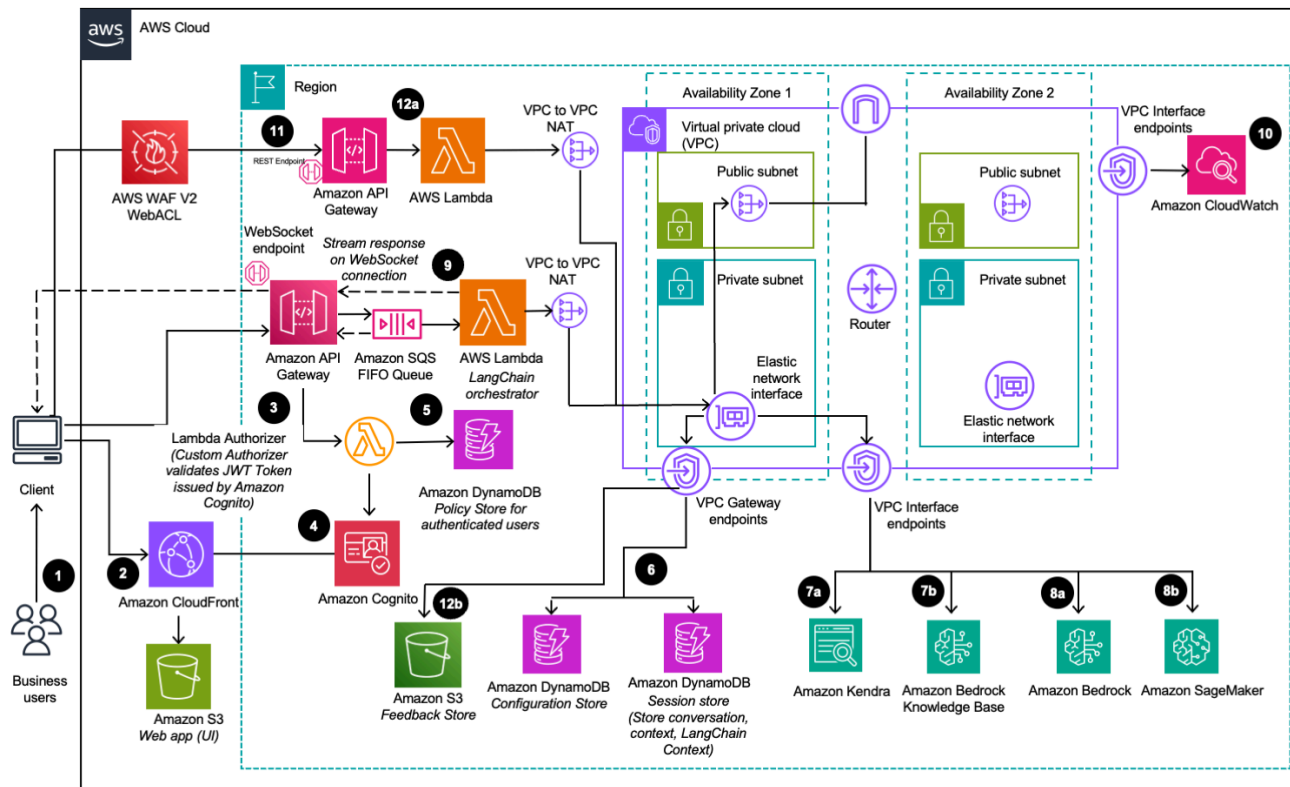 aws
AWS Cloud
Region
Availability Zone 1
Availability Zone 2
11
12a
VPC to VPC
NAT
Virtual private cloud
(VPC)
VPC Interface
endpoints
10
REST Endpoint
Public subnet
Public subnet
AWS WAF V2
WebACL
Amazon API
Gateway
AWS Lambda
Amazon CloudWatch
WebSocket
endpoint
Stream response
on WebSocket
connection
9
VPC to VPC
NAT
Private subnet
Private subnet
Router
Amazon API
Gateway
Amazon SQS
FIFO Queue
AWS Lambda
LangChain
orchestrator
Elastic
network
interface
Elastic network
interface
3
5
Lambda Authorizer
(Custom Authorizer
validates JWT Token
issued by Amazon
Cognito)
Client
Amazon DynamoDB
Policy Store for
authenticated users
VPC Gateway
endpoints
VPC Interface
endpoints
4
1
2
6
Amazon CloudFront
Amazon Cognito
12b
7a
7b
8a
8b
Business
users
Amazon S3
Web app (UI)
Amazon S3
Feedback Store
Amazon DynamoDB
Configuration Store
Amazon DynamoDB
Session store
(Store conversation,
context, LangChain
Context)
Amazon Kendra
Amazon Bedrock
Knowledge Base
Amazon Bedrock
Amazon SageMaker